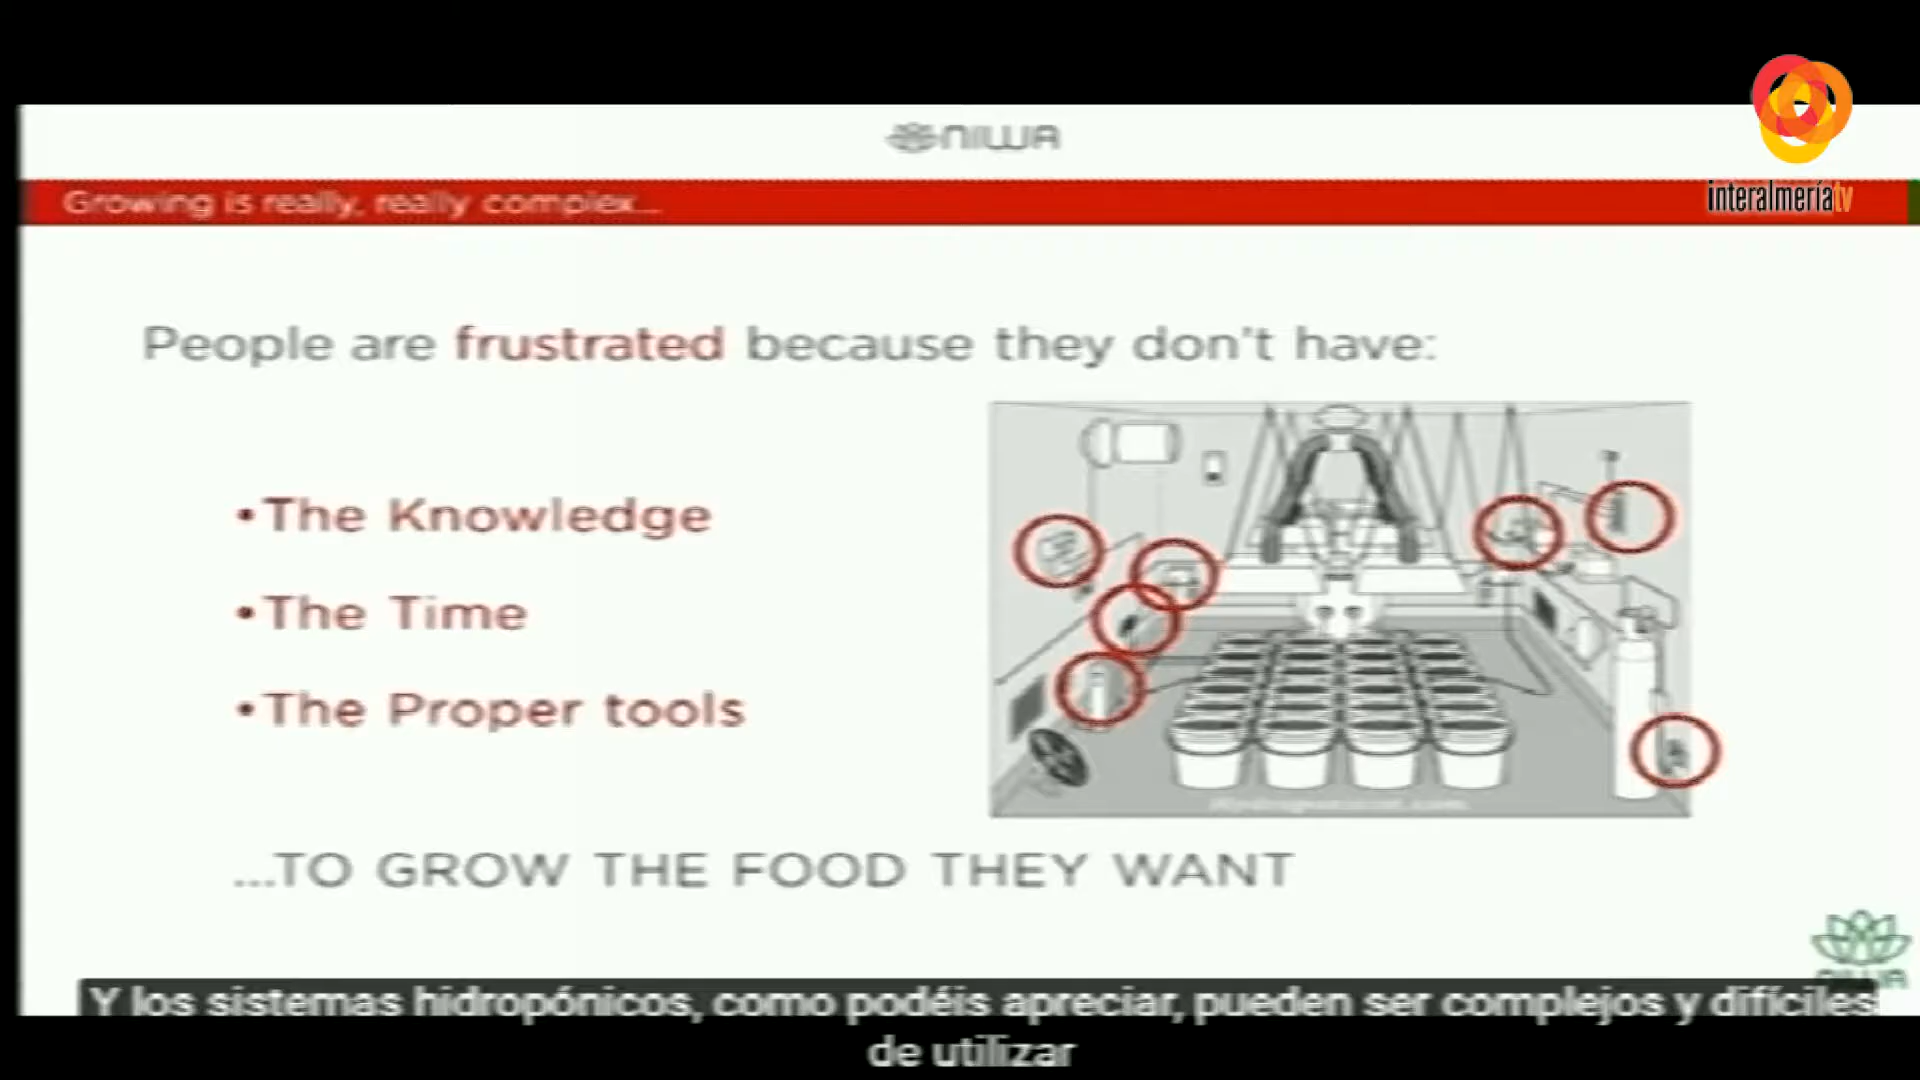 NIWA
interalmeríatv
Growing is really, really complex...
People are frustrated because they don't have:
•The Knowledge
•The Time
•The Proper tools
...TO GROW THE FOOD THEY WANT
Y los sistemas hidropónicos, como podéis apreciar, pueden ser complejos y difíciles
de utilizar